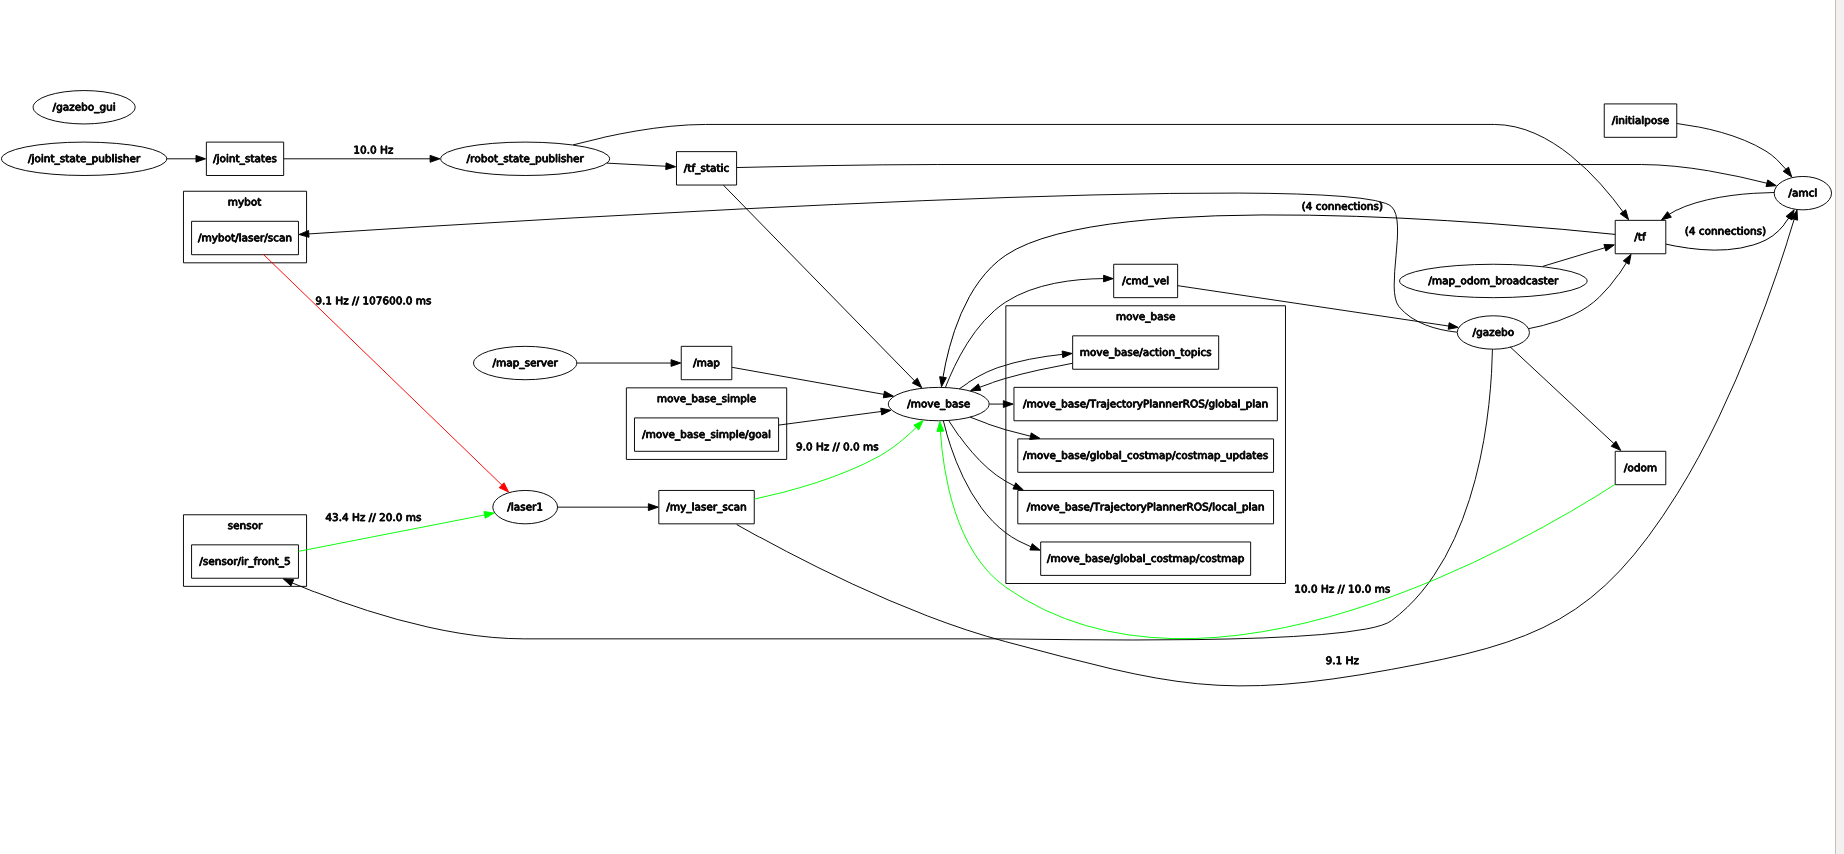 /gazebo_gui
/initialpose
/joint_state_publisher
/joint_states
10.0 Hz
/robot_state_publisher
/tf_static
/amcl
mybot
/mybot/laser/scan
(4 connections)
(4 connections)
/tf
/map_odom_broadcaster
/cmd_vel
9.1 Hz // 107600.0 ms
move_base
/gazebo
/map_server
/map
move_base/action_topics
move_base_simple
/move_base_simple/goal
/move_base
/move_base/TrajectoryPlannerROS/global_plan
9.0 Hz // 0.0 ms
/move_base/global_costmap/costmap_updates
/odom
/laser1
/my_laser_scan
/move_base/TrajectoryPlannerROS/local_plan
43.4 Hz // 20.0 ms
sensor
/sensor/ir_front_5
/move_base/global_costmap/costmap
10.0 Hz // 10.0 ms
9.1 Hz